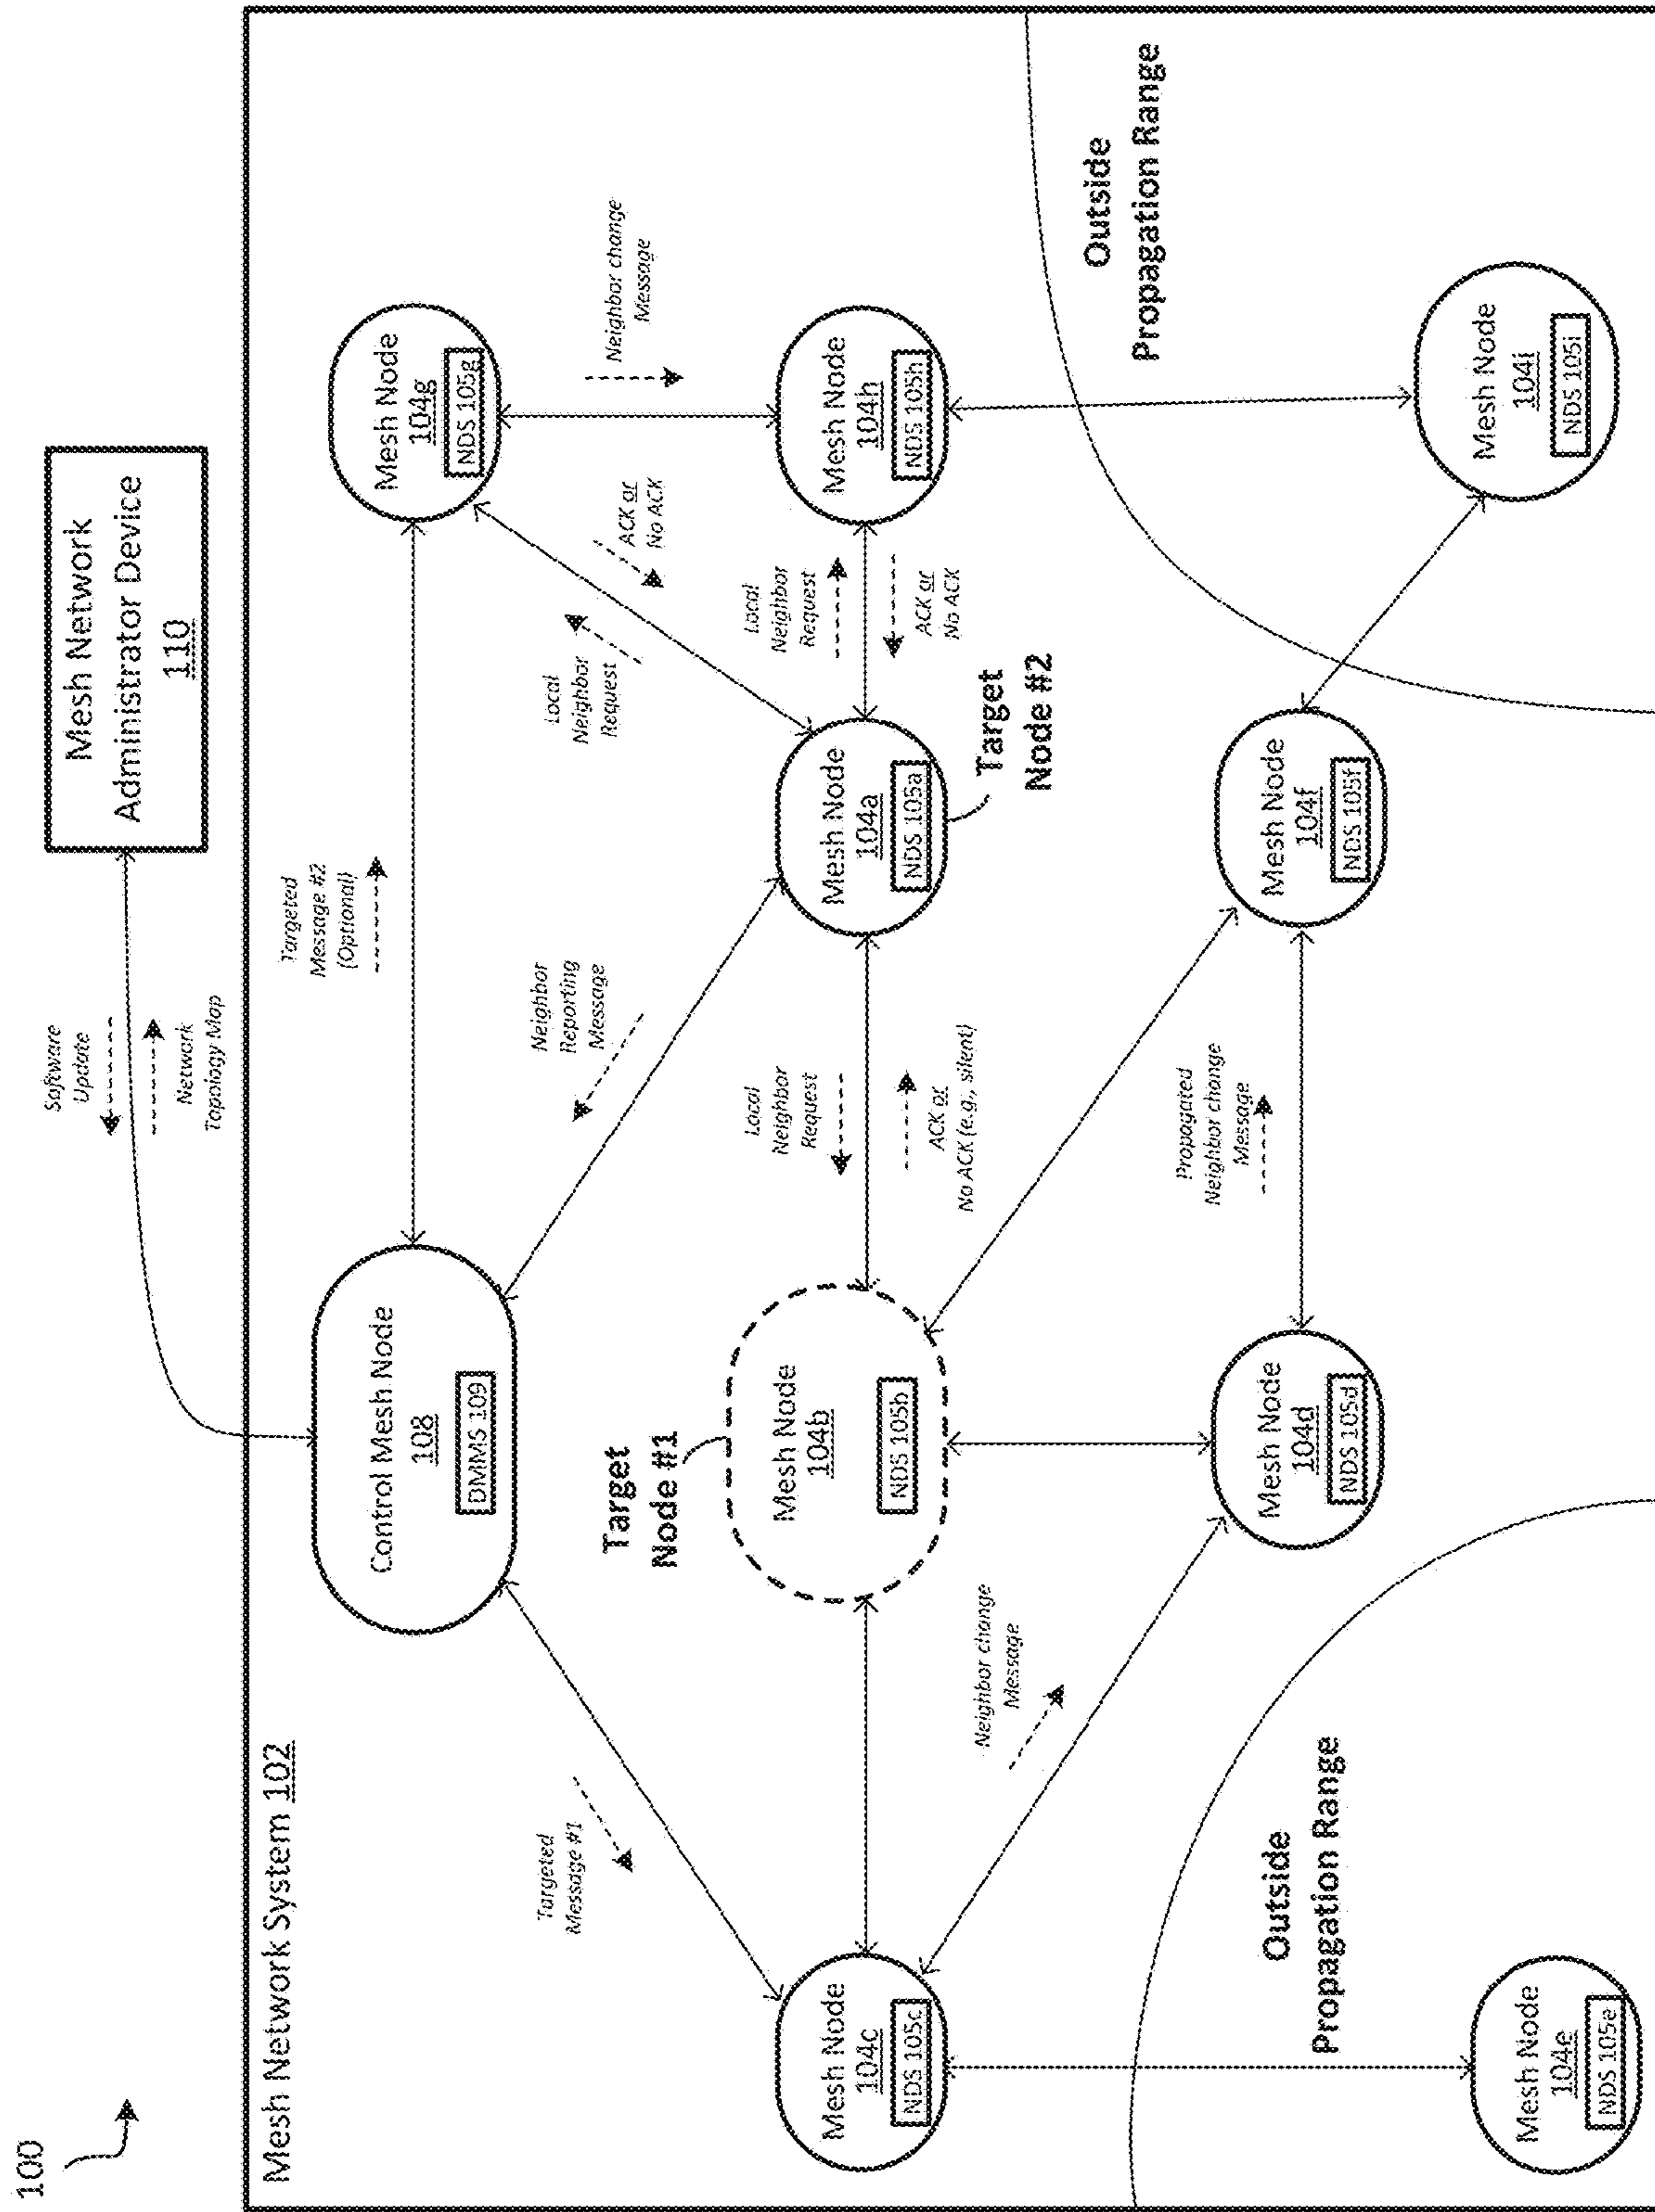 100
Mesh Network
Administrator Device
110
Software
Update
Network
Topology Map
Mesh Network System 102
Control Mesh Node
108
DMMS 109
Targeted
Message #2
(Optional)
Mesh Node
104g
NDS 105g
Targeted
Message #1
Neighbor
Reporting
Message
Local
Neighbor
Request
ACK or
No ACK
Neighbor change
Message
Target
Node #1
Mesh Node
104c
NDS 105c
Mesh Node
104b
NDS 105b
Local
Neighbor
Request
ACK or
No ACK (e.g., silent)
Mesh Node
104a
NDS 105a
Target
Node #2
Local
Neighbor
Request
ACK or
No ACK
Mesh Node
104h
NDS 105h
Neighbor change
Message
Propagated
Neighbor change
Message
Outside
Propagation Range
Mesh Node
104d
NDS 105d
Mesh Node
104f
NDS 105f
Outside
Propagation Range
Mesh Node
104e
NDS 105e
Mesh Node
104i
NDS 105i